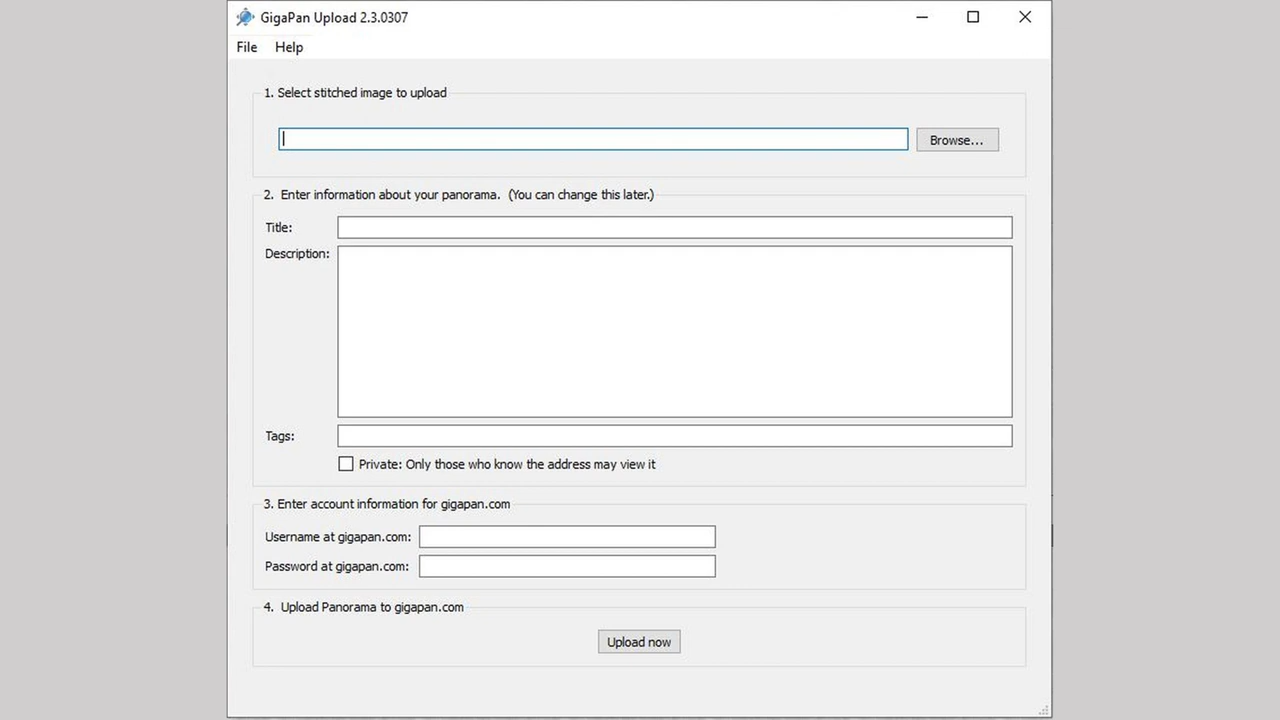 GigaPan Upload 2.3.0307
File Help
1. Select stitched image to upload
Browse...
2. Enter information about your panorama. (You can change this later.)
Title:
Description:
Tags:
Private: Only those who know the address may view it
3. Enter account information for gigapan.com
Username at gigapan.com:
Password at gigapan.com:
4. Upload Panorama to gigapan.com
Upload now